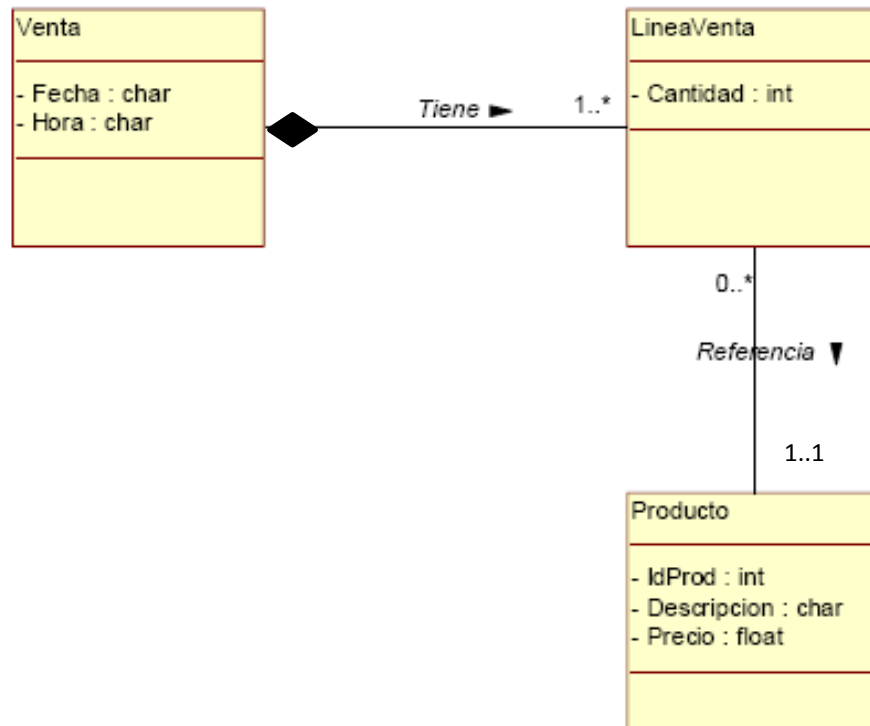 Venta
- Fecha : char
- Hora : char
Tiene ►
1..*
LineaVenta
- Cantidad : int
0..*
Referencia ▼
1..1
Producto
- IdProd : int
- Descripcion : char
- Precio : float